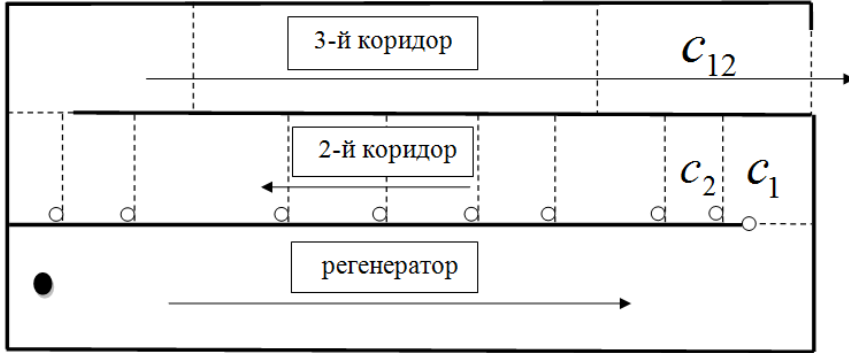 3-й коридор
c12
2-й коридор
c2
c1
регенератор